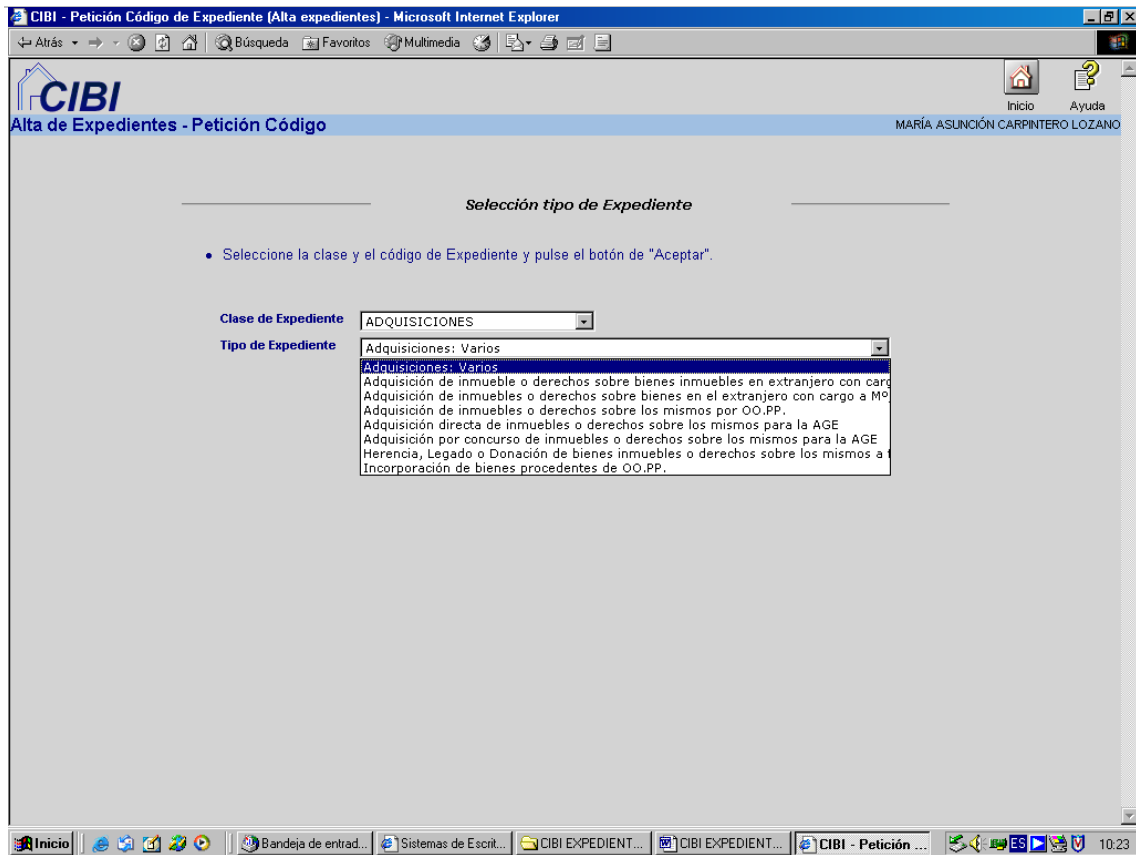 CIBI - Petición Código de Expediente (Alta expedientes) - Microsoft Internet Explorer
Atrás Búsqueda Favoritos Multimedia
CIBI
Inicio Ayuda
Alta de Expedientes - Petición Código MARÍA ASUNCIÓN CARPINTERO LOZANO
Selección tipo de Expediente
• Seleccione la clase y el código de Expediente y pulse el botón de "Aceptar".
Clase de Expediente ADQUISICIONES
Tipo de Expediente Adquisiciones: Varios
Adquisiciones: Varios
Adquisición de inmueble o derechos sobre bienes inmuebles en extranjero con carg
Adquisición de inmuebles o derechos sobre bienes en el extranjero con cargo a Mº
Adquisición de inmuebles o derechos sobre los mismos por OO.PP.
Adquisición directa de inmuebles o derechos sobre los mismos para la AGE
Adquisición por concurso de inmuebles o derechos sobre los mismos para la AGE
Herencia, Legado o Donación de bienes inmuebles o derechos sobre los mismos a
Incorporación de bienes procedentes de OO.PP.
Inicio Bandeja de entrad... Sistemas de Escrit... CIBI EXPEDIENT... CIBI EXPEDIENT... CIBI - Petición ... ES 10:23